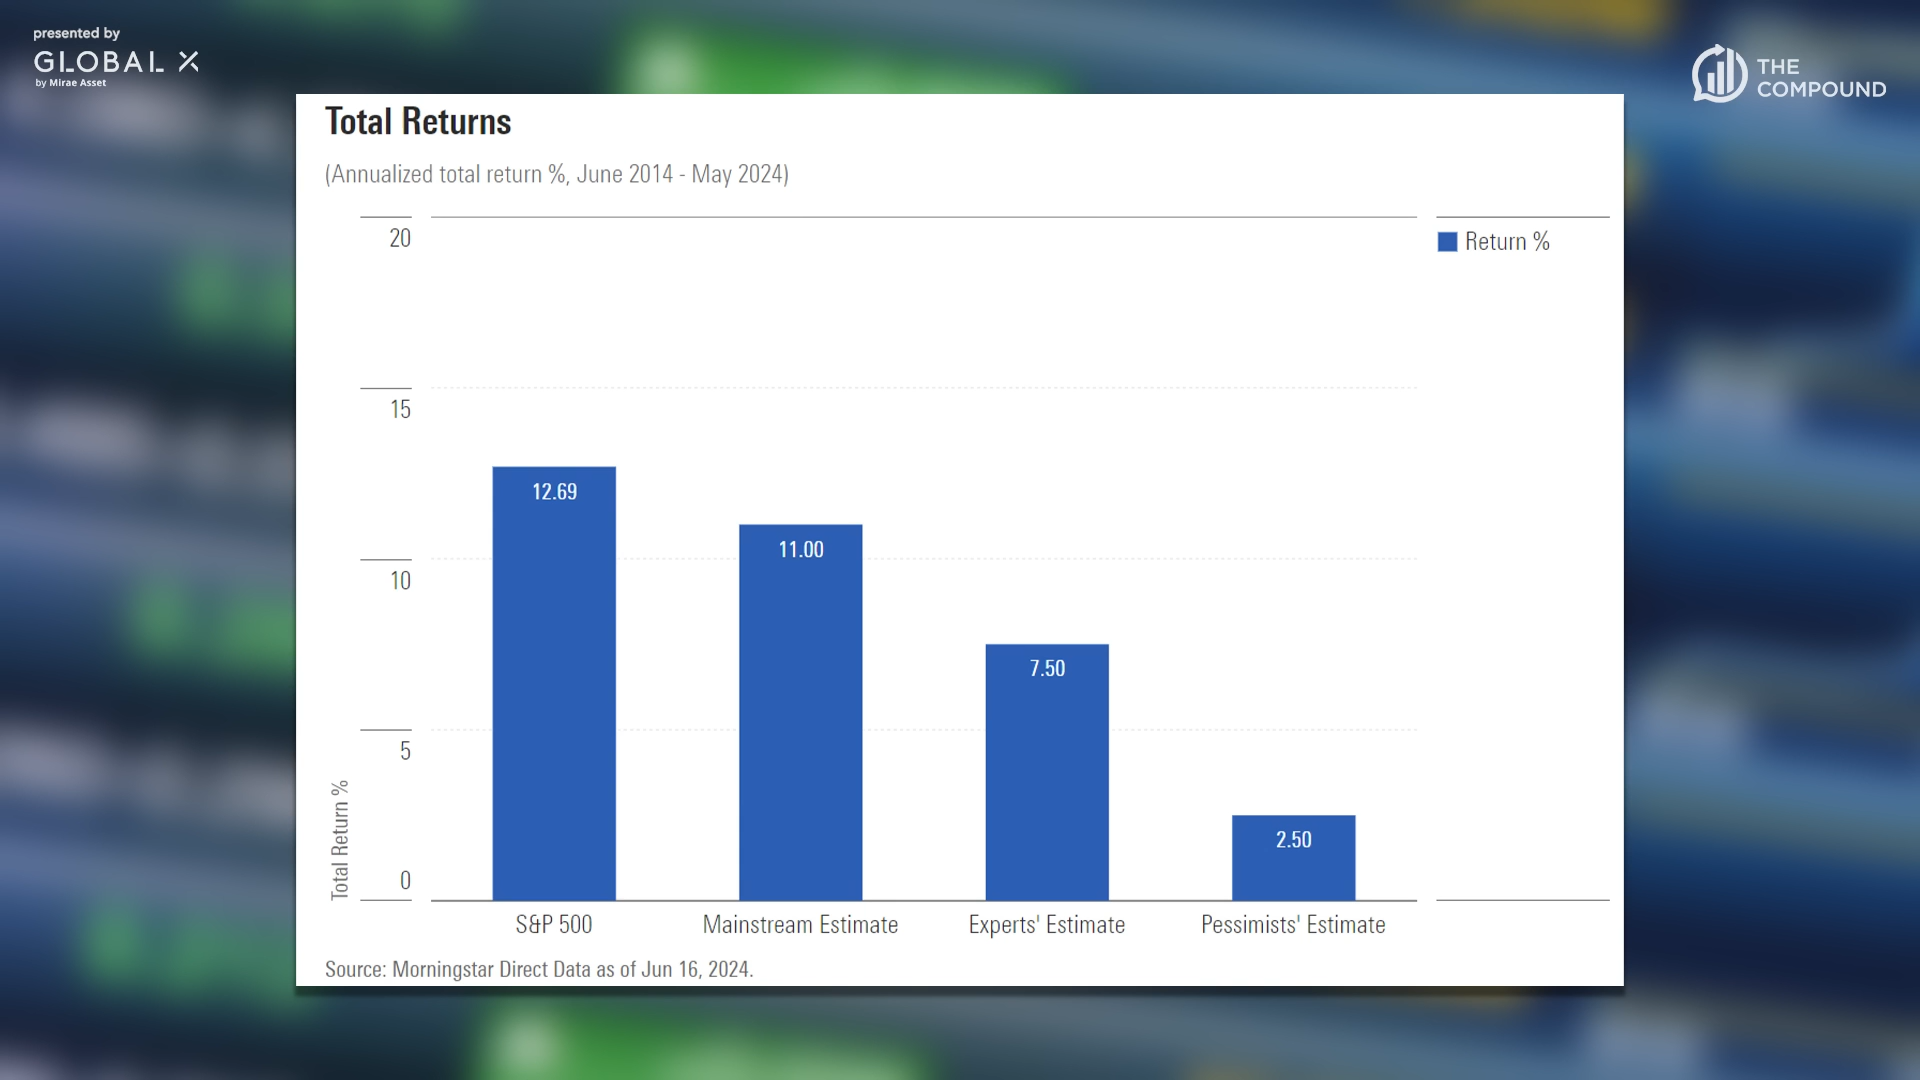 presented by
GLOBAL X
by Mirae Asset
THE
COMPOUND
Total Returns
(Annualized total return %, June 2014 - May 2024)
20
15
10
5
0
Total Return %
Return %
12.69
11.00
7.50
2.50
S&P 500
Mainstream Estimate
Experts' Estimate
Pessimists' Estimate
Source: Morningstar Direct Data as of Jun 16, 2024.